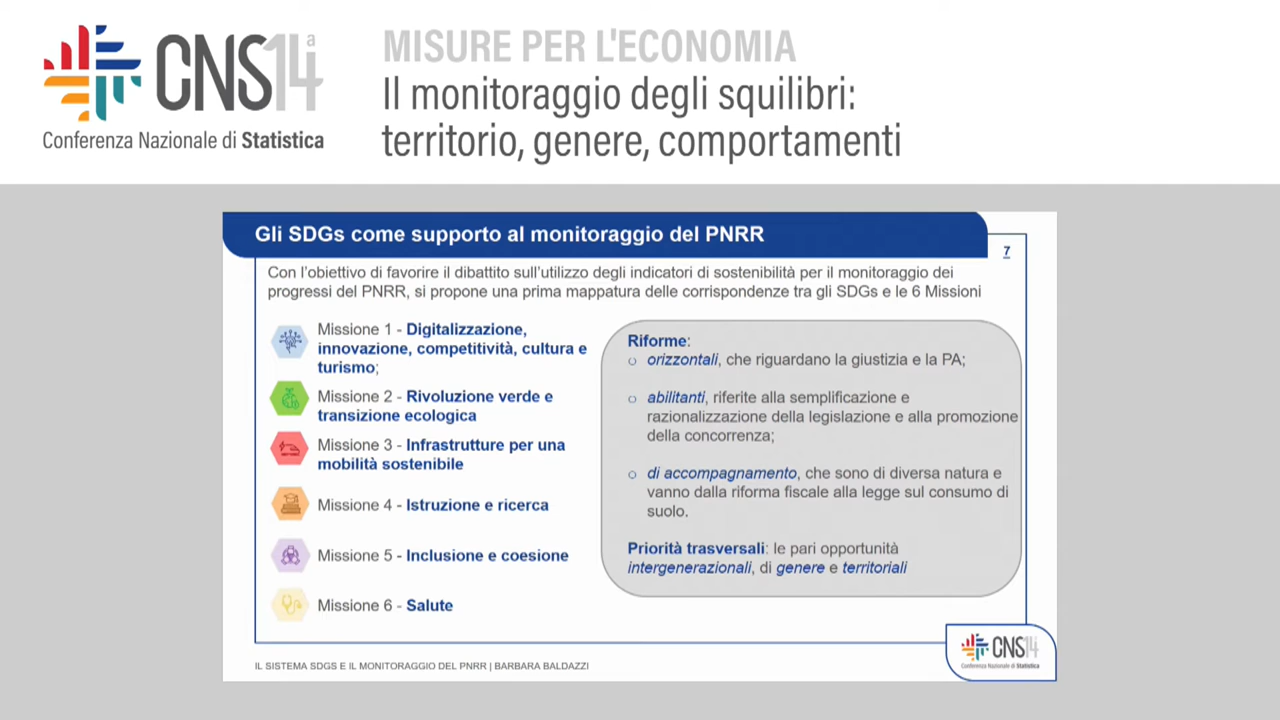 CNS14ª
Conferenza Nazionale di Statistica
MISURE PER L'ECONOMIA
Il monitoraggio degli squilibri:
territorio, genere, comportamenti
Gli SDGs come supporto al monitoraggio del PNRR
7
Con l'obiettivo di favorire il dibattito sull'utilizzo degli indicatori di sostenibilità per il monitoraggio dei
progressi del PNRR, si propone una prima mappatura delle corrispondenze tra gli SDGs e le 6 Missioni
Missione 1 - Digitalizzazione,
innovazione, competitività, cultura e
turismo;
Missione 2 - Rivoluzione verde e
transizione ecologica
Missione 3 - Infrastrutture per una
mobilità sostenibile
Missione 4 - Istruzione e ricerca
Missione 5 - Inclusione e coesione
Missione 6 - Salute
Riforme:
o orizzontali, che riguardano la giustizia e la PA;
o abilitanti, riferite alla semplificazione e
razionalizzazione della legislazione e alla promozione
della concorrenza;
o di accompagnamento, che sono di diversa natura e
vanno dalla riforma fiscale alla legge sul consumo di
suolo.
Priorità trasversali: le pari opportunità
intergenerazionali, di genere e territoriali
IL SISTEMA SDGS E IL MONITORAGGIO DEL PNRR | BARBARA BALDAZZI
CNS14
Conferenza Nazionale di Statistica